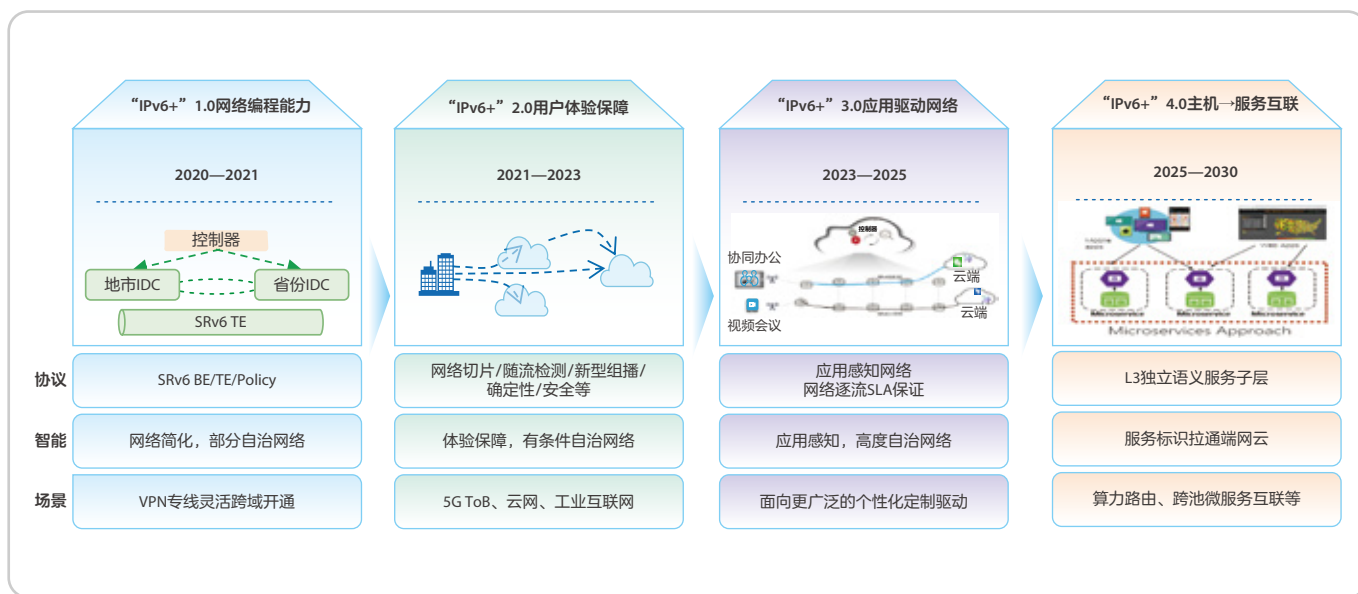 “IPv6+” 1.0网络编程能力
2020—2021
控制器
地市IDC
省份IDC
SRv6 TE
“IPv6+” 2.0用户体验保障
2021—2023
“IPv6+” 3.0应用驱动网络
2023—2025
控制器
协同办公
云端
视频会议
云端
“IPv6+” 4.0主机→服务互联
2025—2030
Microservice
Microservice
Microservice
Microservices Approach
协议
SRv6 BE/TE/Policy
网络切片/随流检测/新型组播/
确定性/安全等
应用感知网络
网络逐流SLA保证
L3独立语义服务子层
智能
网络简化，部分自治网络
体验保障，有条件自治网络
应用感知，高度自治网络
服务标识拉通端网云
场景
VPN专线灵活跨域开通
5G ToB、云网、工业互联网
面向更广泛的个性化定制驱动
算力路由、跨池微服务互联等